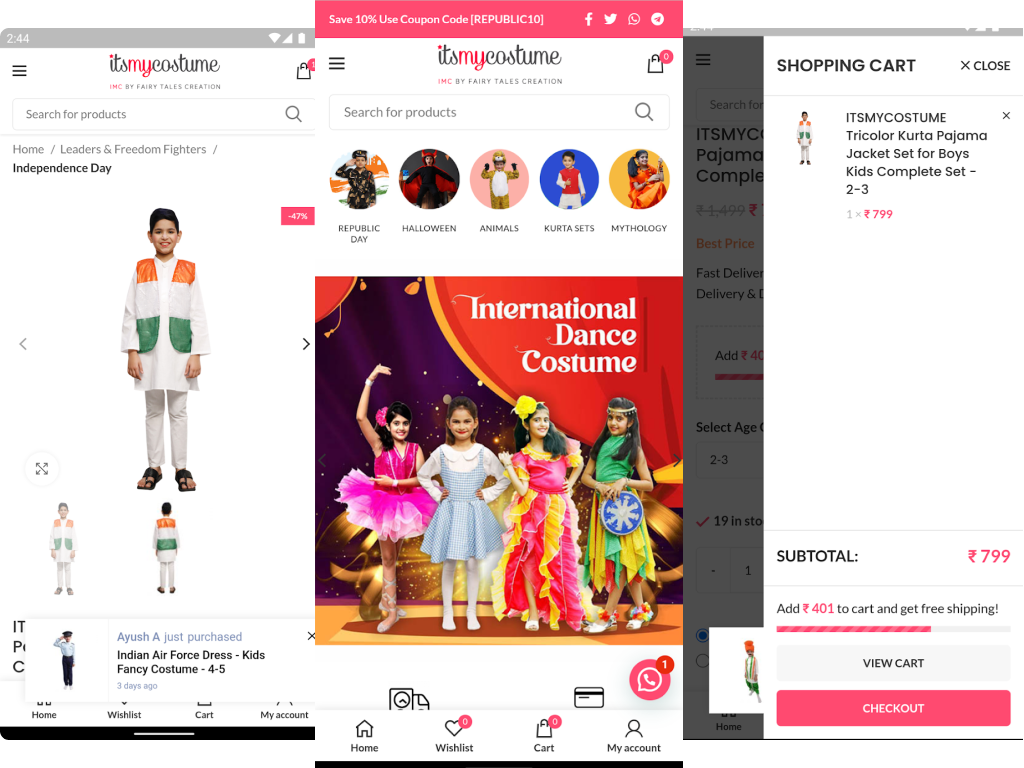 2:44
itsmycostume
IMC BY FAIRY TALES CREATION
1
Search for products
Home / Leaders & Freedom Fighters /
Independence Day
-47%
Ayush A just purchased
Indian Air Force Dress - Kids
Fancy Costume - 4-5
3 days ago
Home
Wishlist
Cart
My account
Save 10% Use Coupon Code [REPUBLIC10]
itsmycostume
0
IMC BY FAIRY TALES CREATION
Search for products
REPUBLIC
DAY
HALLOWEEN
ANIMALS
KURTA SETS
MYTHOLOGY
International
Dance
Costume
1
0
0
Home
Wishlist
Cart
My account
Search for
ITSMYC
Pajama
Comple
₹ 1,499 ₹
Best Price
Fast Deliver
Delivery & D
Add ₹ 40
Select Age
2-3
19 in sto
-
1
Home
SHOPPING CART
CLOSE
ITSMYCOSTUME
Tricolor Kurta Pajama
Jacket Set for Boys
Kids Complete Set -
2-3
1 × ₹ 799
SUBTOTAL:
₹ 799
Add ₹ 401 to cart and get free shipping!
VIEW CART
CHECKOUT